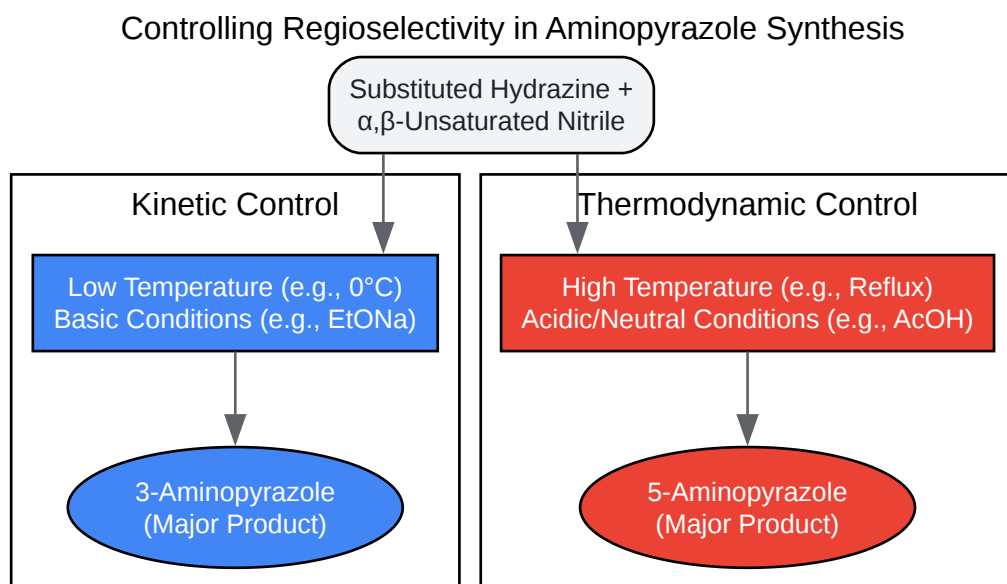 Controlling Regioselectivity in Aminopyrazole Synthesis
Substituted Hydrazine +
α,β-Unsaturated Nitrile
Kinetic Control
Low Temperature (e.g., 0°C)
Basic Conditions (e.g., EtONa)
3-Aminopyrazole
(Major Product)
Thermodynamic Control
High Temperature (e.g., Reflux)
Acidic/Neutral Conditions (e.g., AcOH)
5-Aminopyrazole
(Major Product)